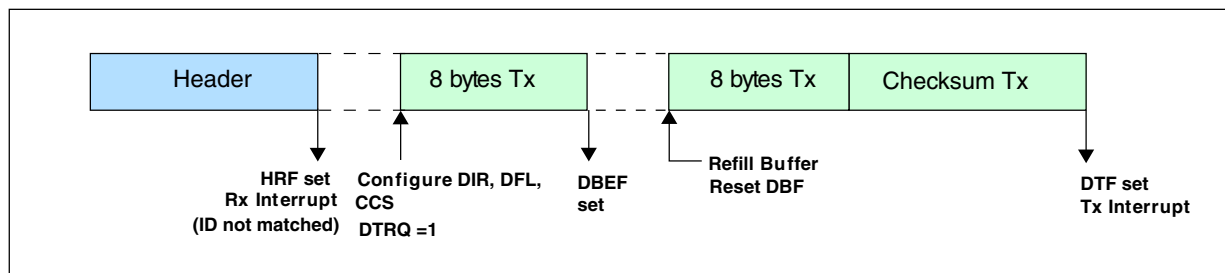 Header
8 bytes Tx
8 bytes Tx
Checksum Tx
HRF set
Rx Interrupt
(ID not matched)
Configure DIR, DFL,
CCS
DTRQ =1
DBEF
set
Refill Buffer
Reset DBF
DTF set
Tx Interrupt